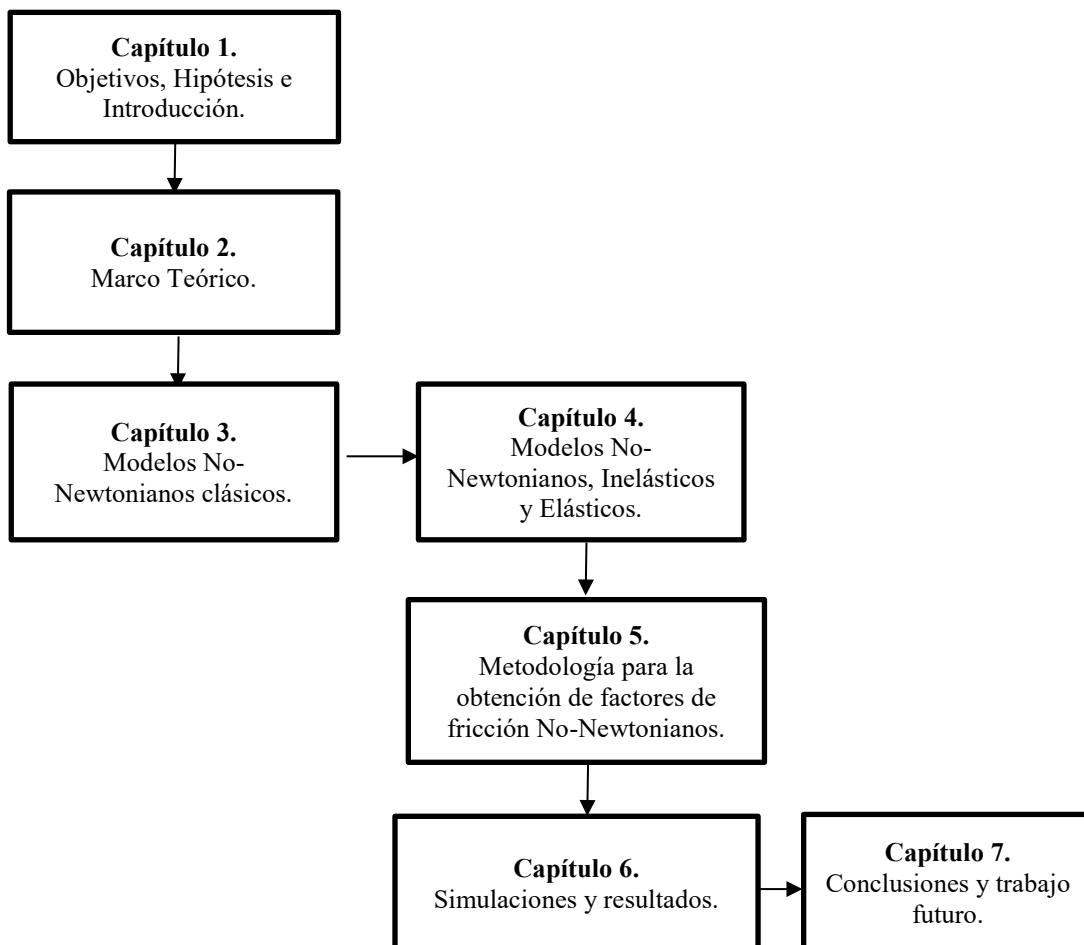 Capítulo 1.
Objetivos, Hipótesis e
Introducción.
Capítulo 2.
Marco Teórico.
Capítulo 3.
Modelos No-
Newtonianos clásicos.
Capítulo 4.
Modelos No-
Newtonianos, Inelásticos
y Elásticos.
Capítulo 5.
Metodología para la
obtención de factores de
fricción No-Newtonianos.
Capítulo 6.
Simulaciones y resultados.
Capítulo 7.
Conclusiones y trabajo
futuro.